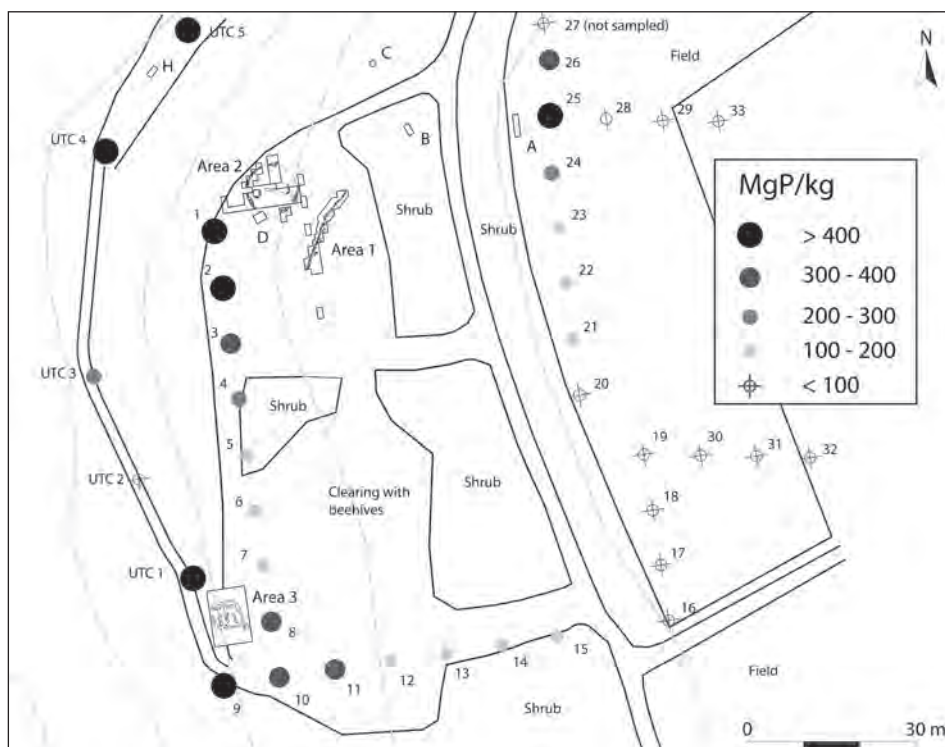 UTC 5
27 (not sampled)
Field
N
H
C
26
25
28
29
33
UTC 4
B
A
Area 2
24
MgP/kg
1
D
Shrub
Shrub
23
> 400
Area 1
2
22
300 - 400
3
21
200 - 300
UTC 3
4
20
100 - 200
Shrub
< 100
5
19
30
31
32
UTC 2
Clearing with
beehives
Shrub
6
18
7
17
UTC 1
Area 3
8
16
15
14
13
12
11
10
9
Shrub
Field
0
30 m